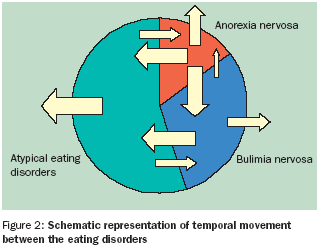 Anorexia nervosa
Atypical eating
disorders
Bulimia nervosa
Figure 2: Schematic representation of temporal movement
between the eating disorders